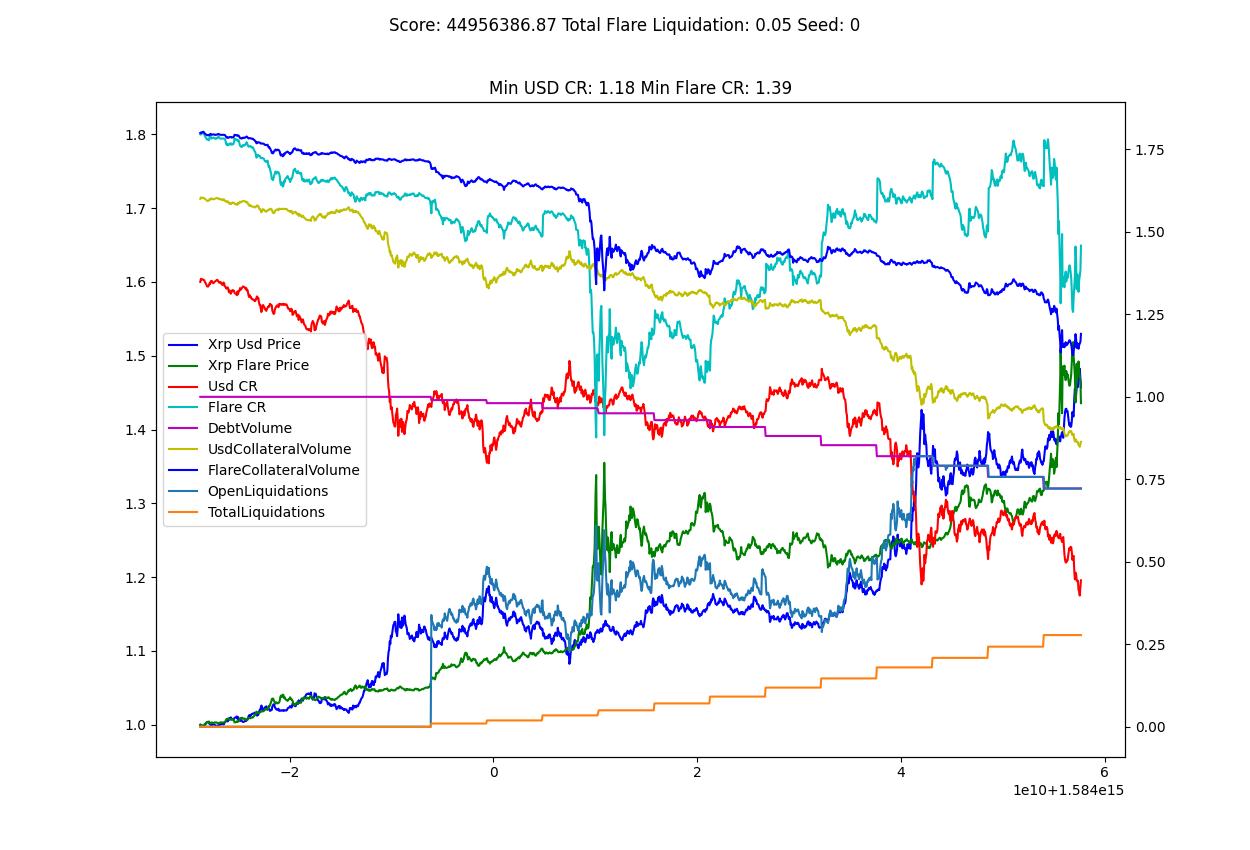 Score: 44956386.87 Total Flare Liquidation: 0.05 Seed: 0
Min USD CR: 1.18 Min Flare CR: 1.39
1.8
1.7
1.6
1.5
1.4
1.3
1.2
1.1
1.0
Xrp Usd Price
Xrp Flare Price
Usd CR
Flare CR
DebtVolume
UsdCollateralVolume
FlareCollateralVolume
OpenLiquidations
TotalLiquidations
1.75
1.50
1.25
1.00
0.75
0.50
0.25
0.00
−2 0 2 4 6
1e10+1.584e15